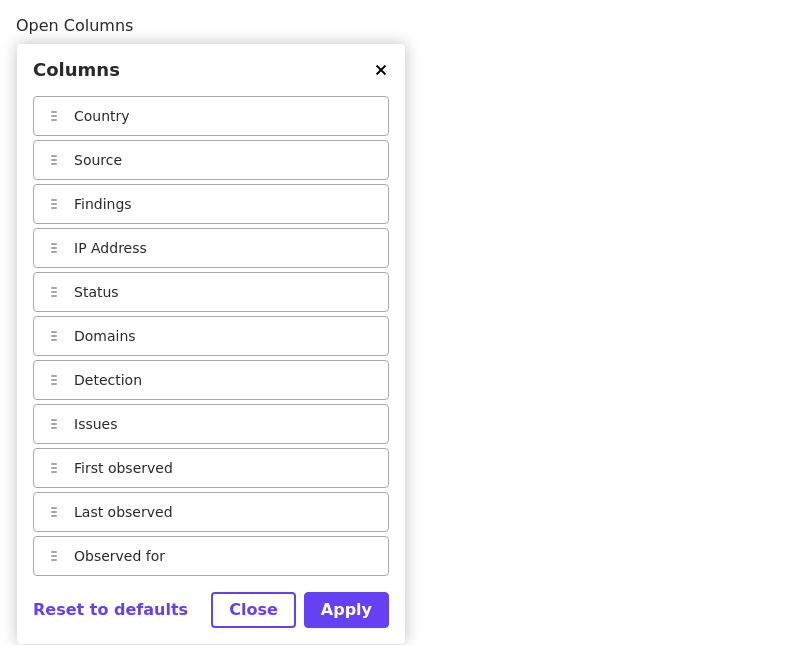 Open Columns
Columns ×
Country
Source
Findings
IP Address
Status
Domains
Detection
Issues
First observed
Last observed
Observed for
Reset to defaults Close Apply